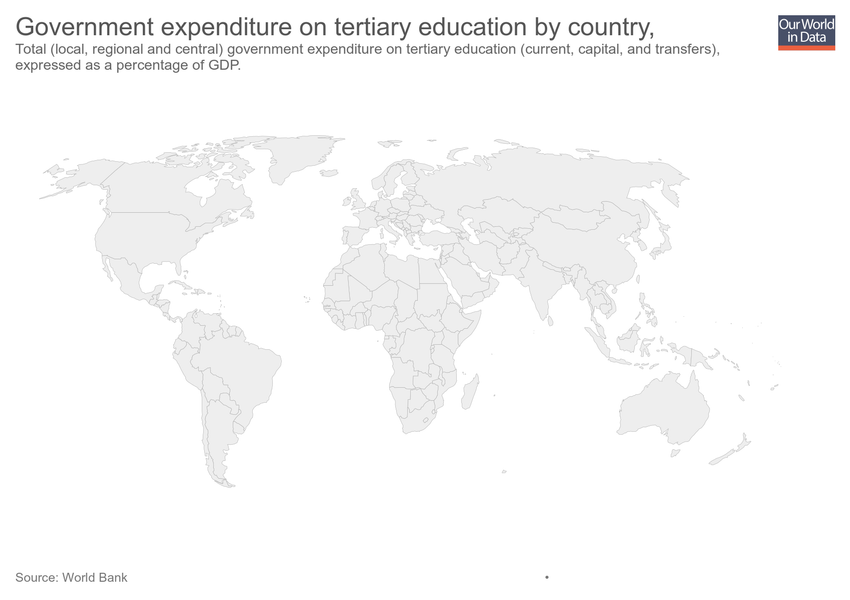 Government expenditure on tertiary education by country,
Total (local, regional and central) government expenditure on tertiary education (current, capital, and transfers),
expressed as a percentage of GDP.
Our World
in Data
Source: World Bank
•